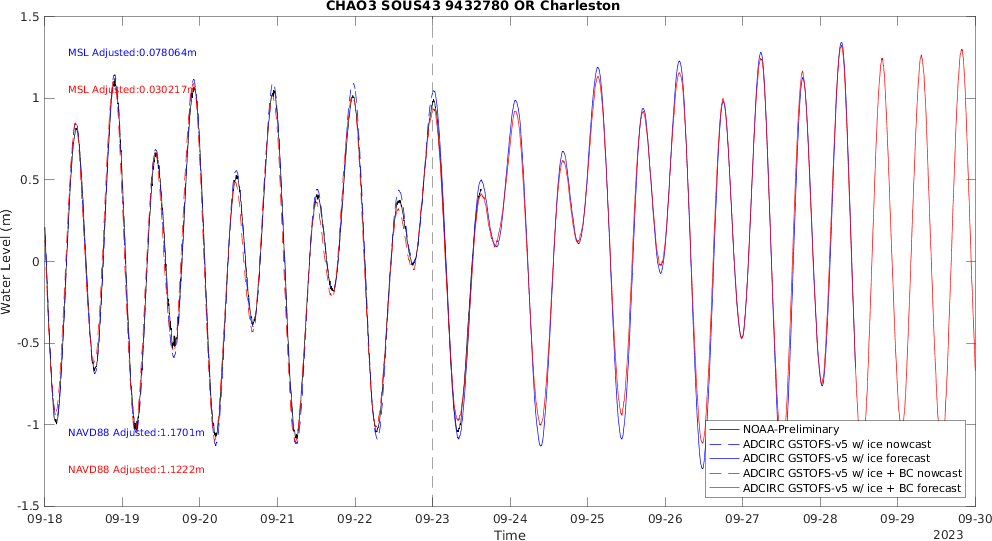 CHAO3 SOUS43 9432780 OR Charleston
1.5
1
0.5
0
-0.5
-1
-1.5
Water Level (m)
MSL Adjusted:0.078064m
MSL Adjusted:0.030217m
NAVD88 Adjusted:1.1701m
NAVD88 Adjusted:1.1222m
NOAA-Preliminary
ADCIRC GSTOFS-v5 w/ ice nowcast
ADCIRC GSTOFS-v5 w/ ice forecast
ADCIRC GSTOFS-v5 w/ ice + BC nowcast
ADCIRC GSTOFS-v5 w/ ice + BC forecast
09-18 09-19 09-20 09-21 09-22 09-23 09-24 09-25 09-26 09-27 09-28 09-29 09-30
Time
2023